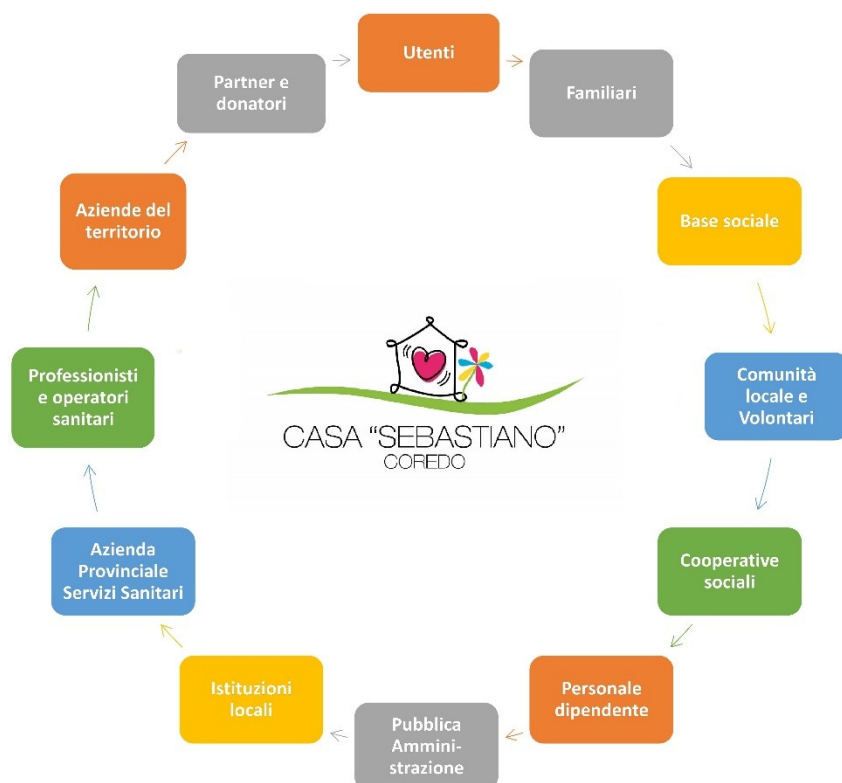 Utenti
Familiari
Base sociale
Comunità
locale e
Volontari
Cooperative
sociali
Personale
dipendente
Pubblica
Ammini-
strazione
Istituzioni
locali
Azienda
Provinciale
Servizi Sanitari
Professionisti
e operatori
sanitari
Aziende del
territorio
Partner e
donatori
CASA “SEBASTIANO”
COREDO